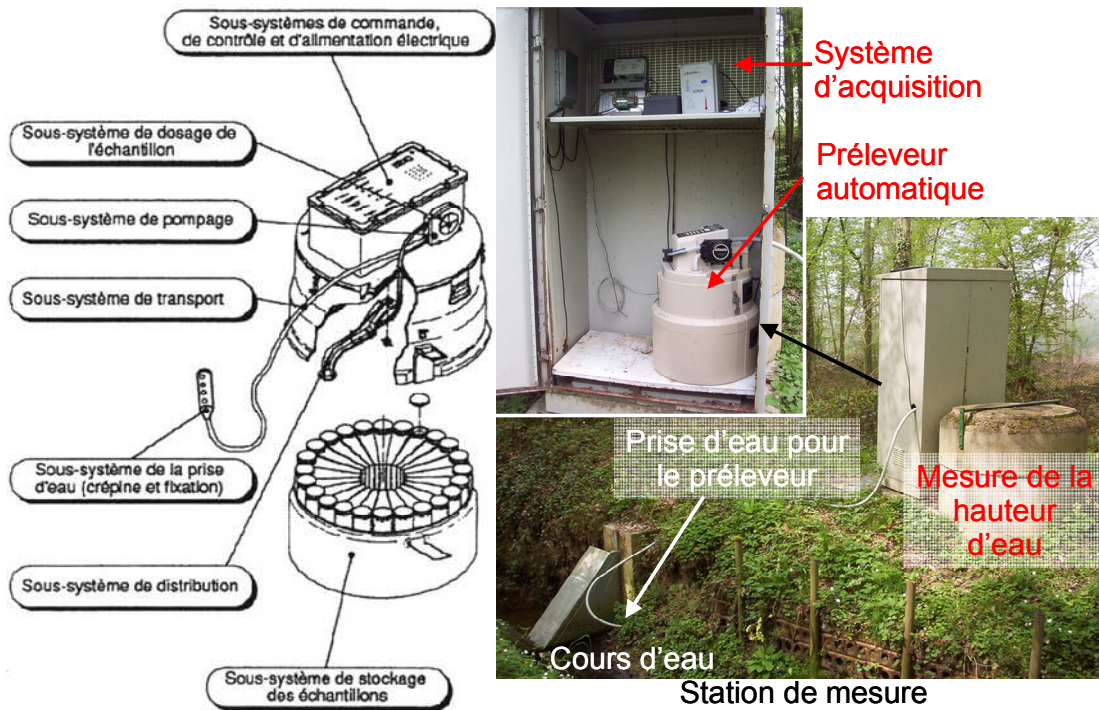 Sous-systèmes de commande,
de contrôle et d'alimentation électrique
Sous-système de dosage de
l'échantillon
Sous-système de pompage
Sous-système de transport
Sous-système de la prise
d'eau (crépine et fixation)
Sous-système de distribution
Sous-système de stockage
des échantillons
Système
d'acquisition
Préleveur
automatique
Prise d'eau pour
le préleveur
Mesure de la
hauteur
d'eau
Cours d'eau
Station de mesure